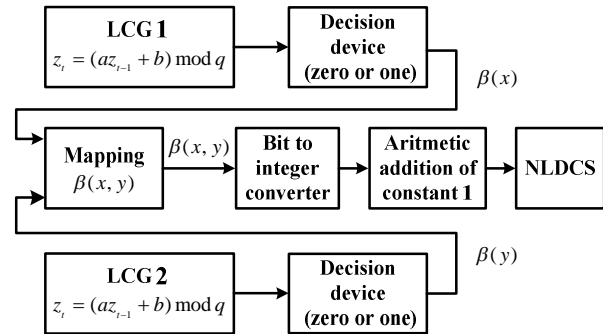 LCG 1
z_t = (az_{t-1} + b) mod q
Decision
device
(zero or one)
β(x)
Mapping
β(x, y)
β(x, y)
Bit to
integer
converter
Aritmetic
addition of
constant 1
NLDCS
β(y)
LCG 2
z_t = (az_{t-1} + b) mod q
Decision
device
(zero or one)